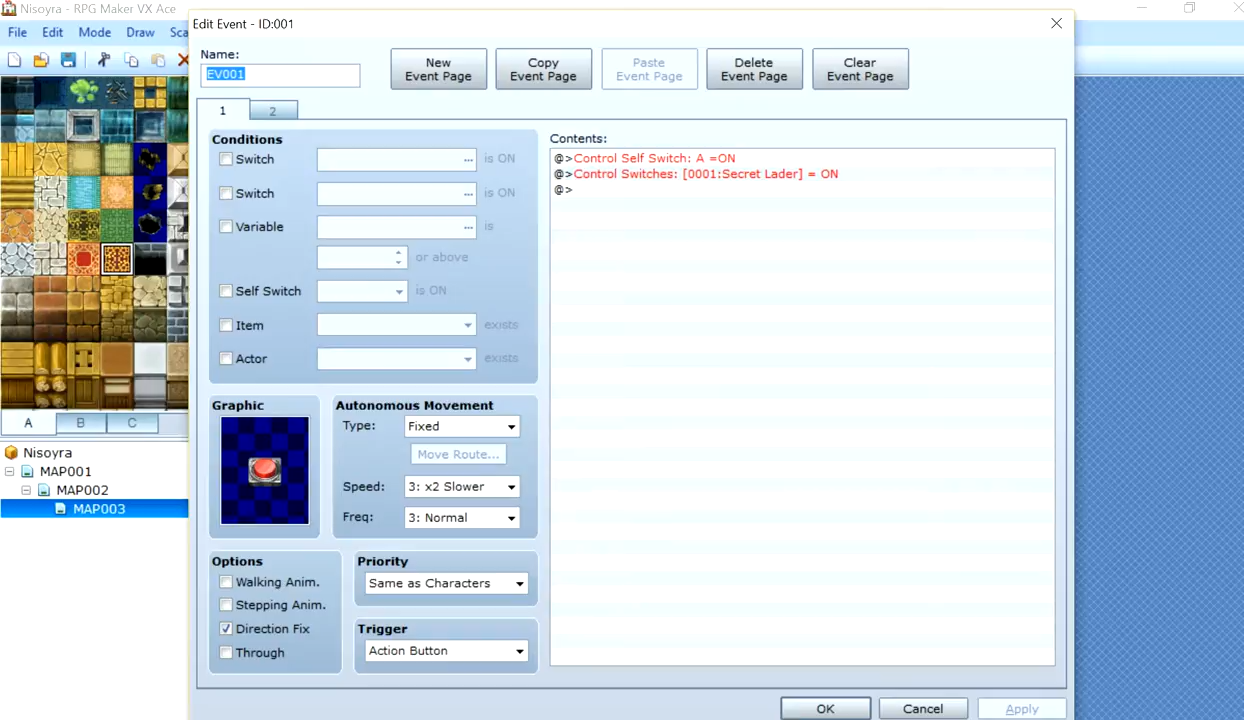 Nisoyra - RPG Maker VX Ace
File Edit Mode Draw Sca
Edit Event - ID:001
Name:
EV001
New
Event Page
Copy
Event Page
Paste
Event Page
Delete
Event Page
Clear
Event Page
1 2
Conditions
Switch ... is ON
Switch ... is ON
Variable ... is
or above
Self Switch is ON
Item exists
Actor exists
Graphic
Autonomous Movement
Type: Fixed
Move Route...
Speed: 3: x2 Slower
Freq: 3: Normal
Options
Walking Anim.
Stepping Anim.
Direction Fix
Through
Priority
Same as Characters
Trigger
Action Button
Contents:
@>Control Self Switch: A =ON
@>Control Switches: [0001:Secret Lader] = ON
@>
A B C
Nisoyra
MAP001
MAP002
MAP003
OK Cancel Apply